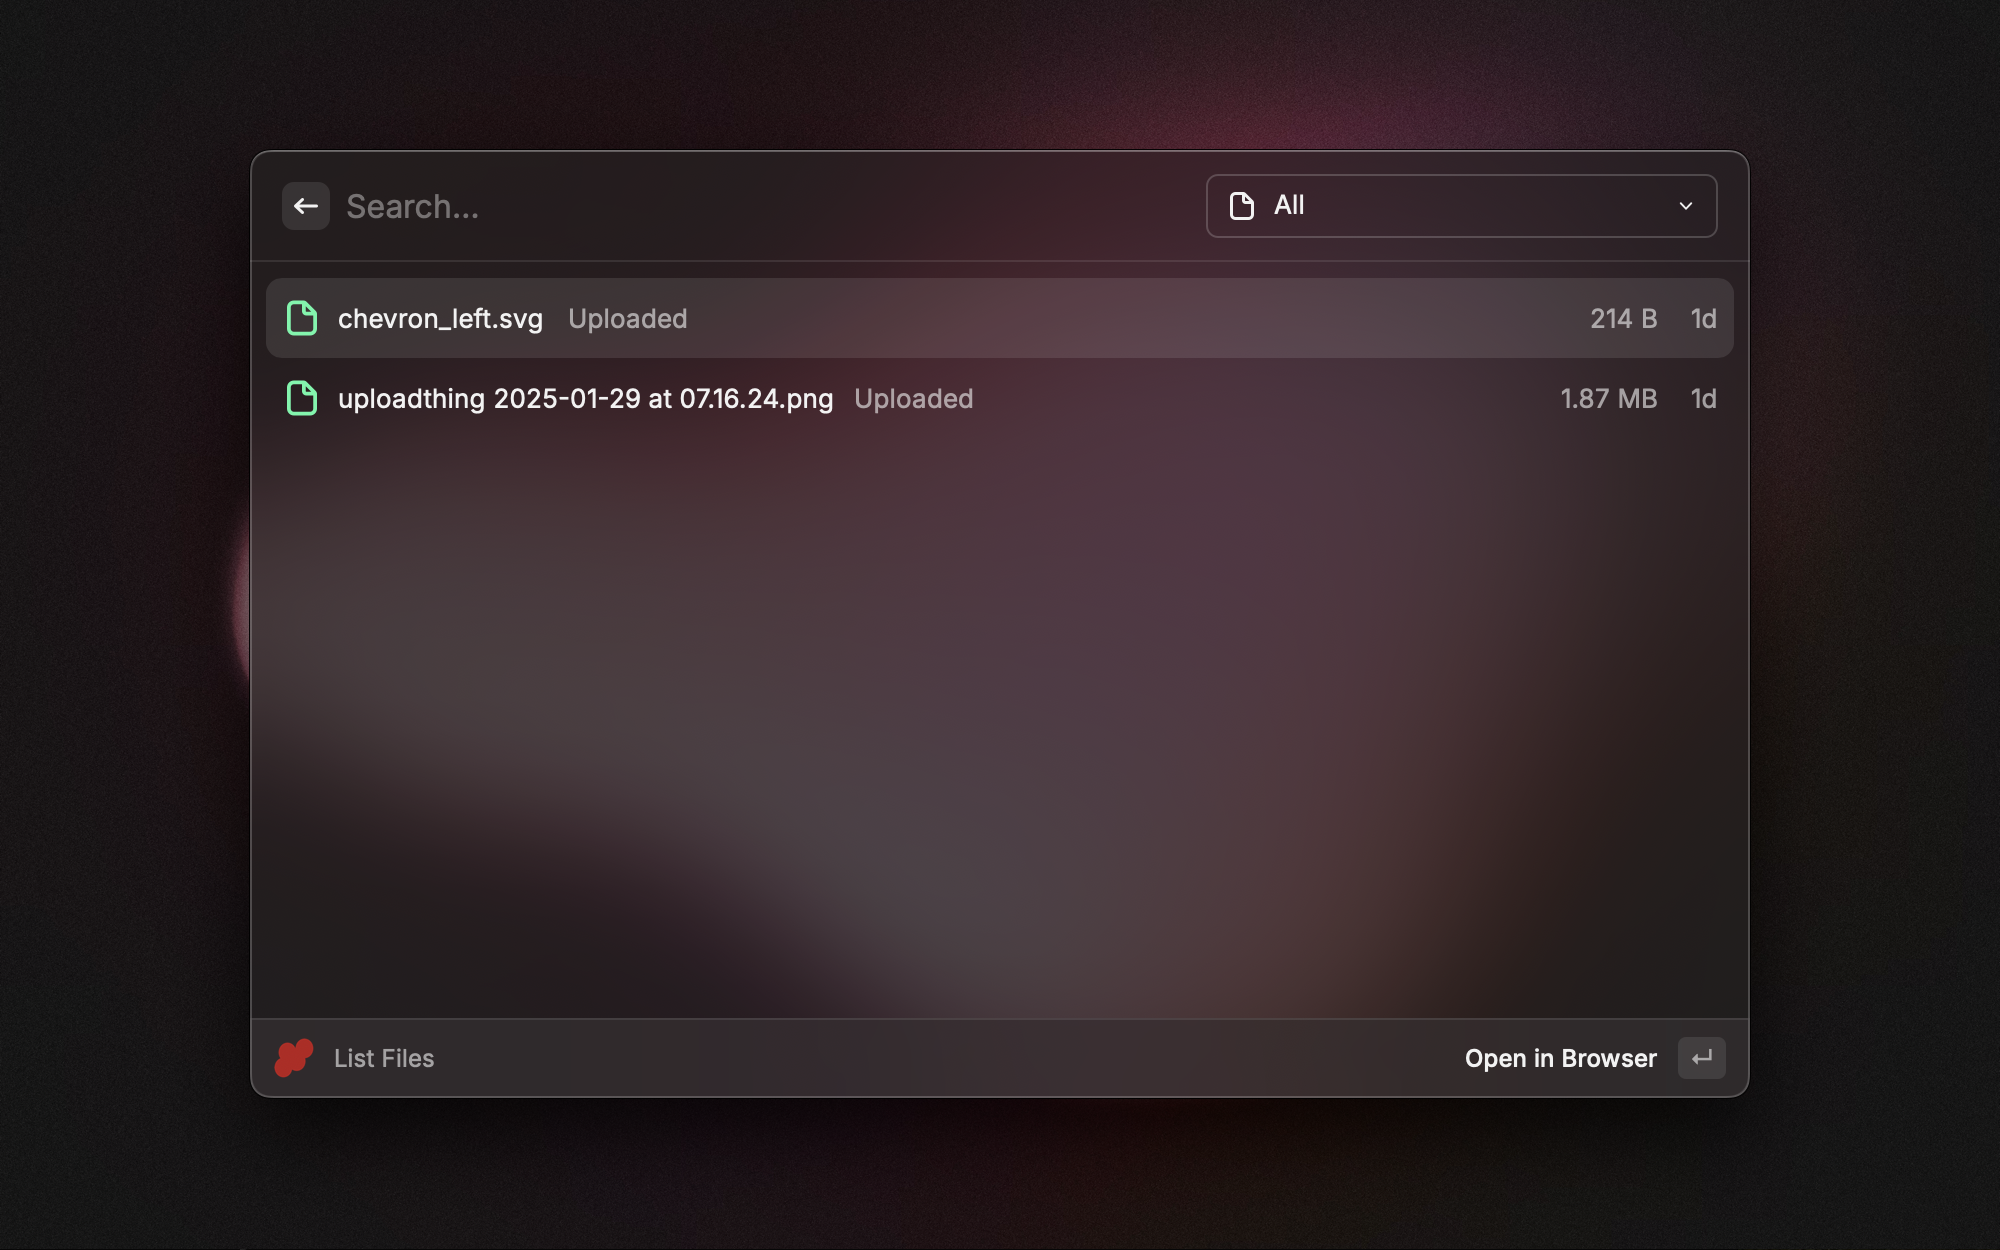 Search...
All
chevron_left.svg Uploaded 214 B 1d
uploadthing 2025-01-29 at 07.16.24.png Uploaded 1.87 MB 1d
List Files
Open in Browser